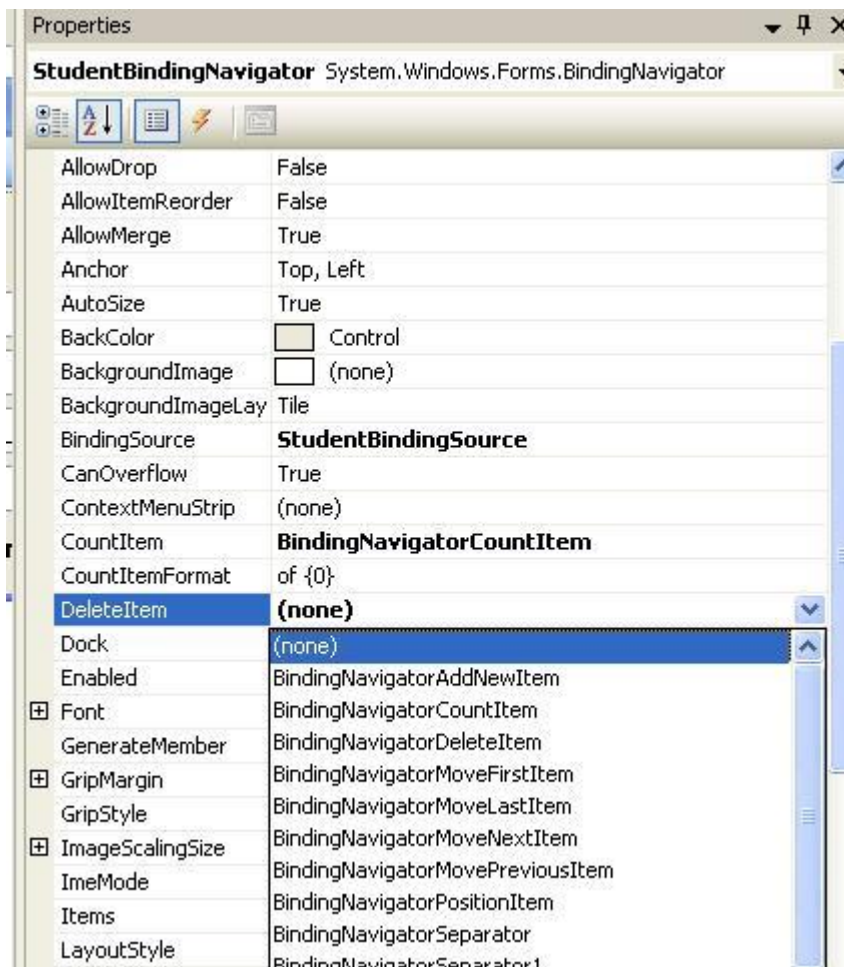 Properties
StudentBindingNavigator System.Windows.Forms.BindingNavigator
AllowDrop False
AllowItemReorder False
AllowMerge True
Anchor Top, Left
AutoSize True
BackColor Control
BackgroundImage (none)
BackgroundImageLay Tile
BindingSource StudentBindingSource
CanOverflow True
ContextMenuStrip (none)
CountItem BindingNavigatorCountItem
CountItemFormat of {0}
DeleteItem (none)
Dock (none)
Enabled BindingNavigatorAddNewItem
Font BindingNavigatorCountItem
GenerateMember BindingNavigatorDeleteItem
GripMargin BindingNavigatorMoveFirstItem
GripStyle BindingNavigatorMoveLastItem
ImageScalingSize BindingNavigatorMoveNextItem
ImeMode BindingNavigatorMovePreviousItem
Items BindingNavigatorPositionItem
LayoutStyle BindingNavigatorSeparator
BindingNavigatorSeparator1